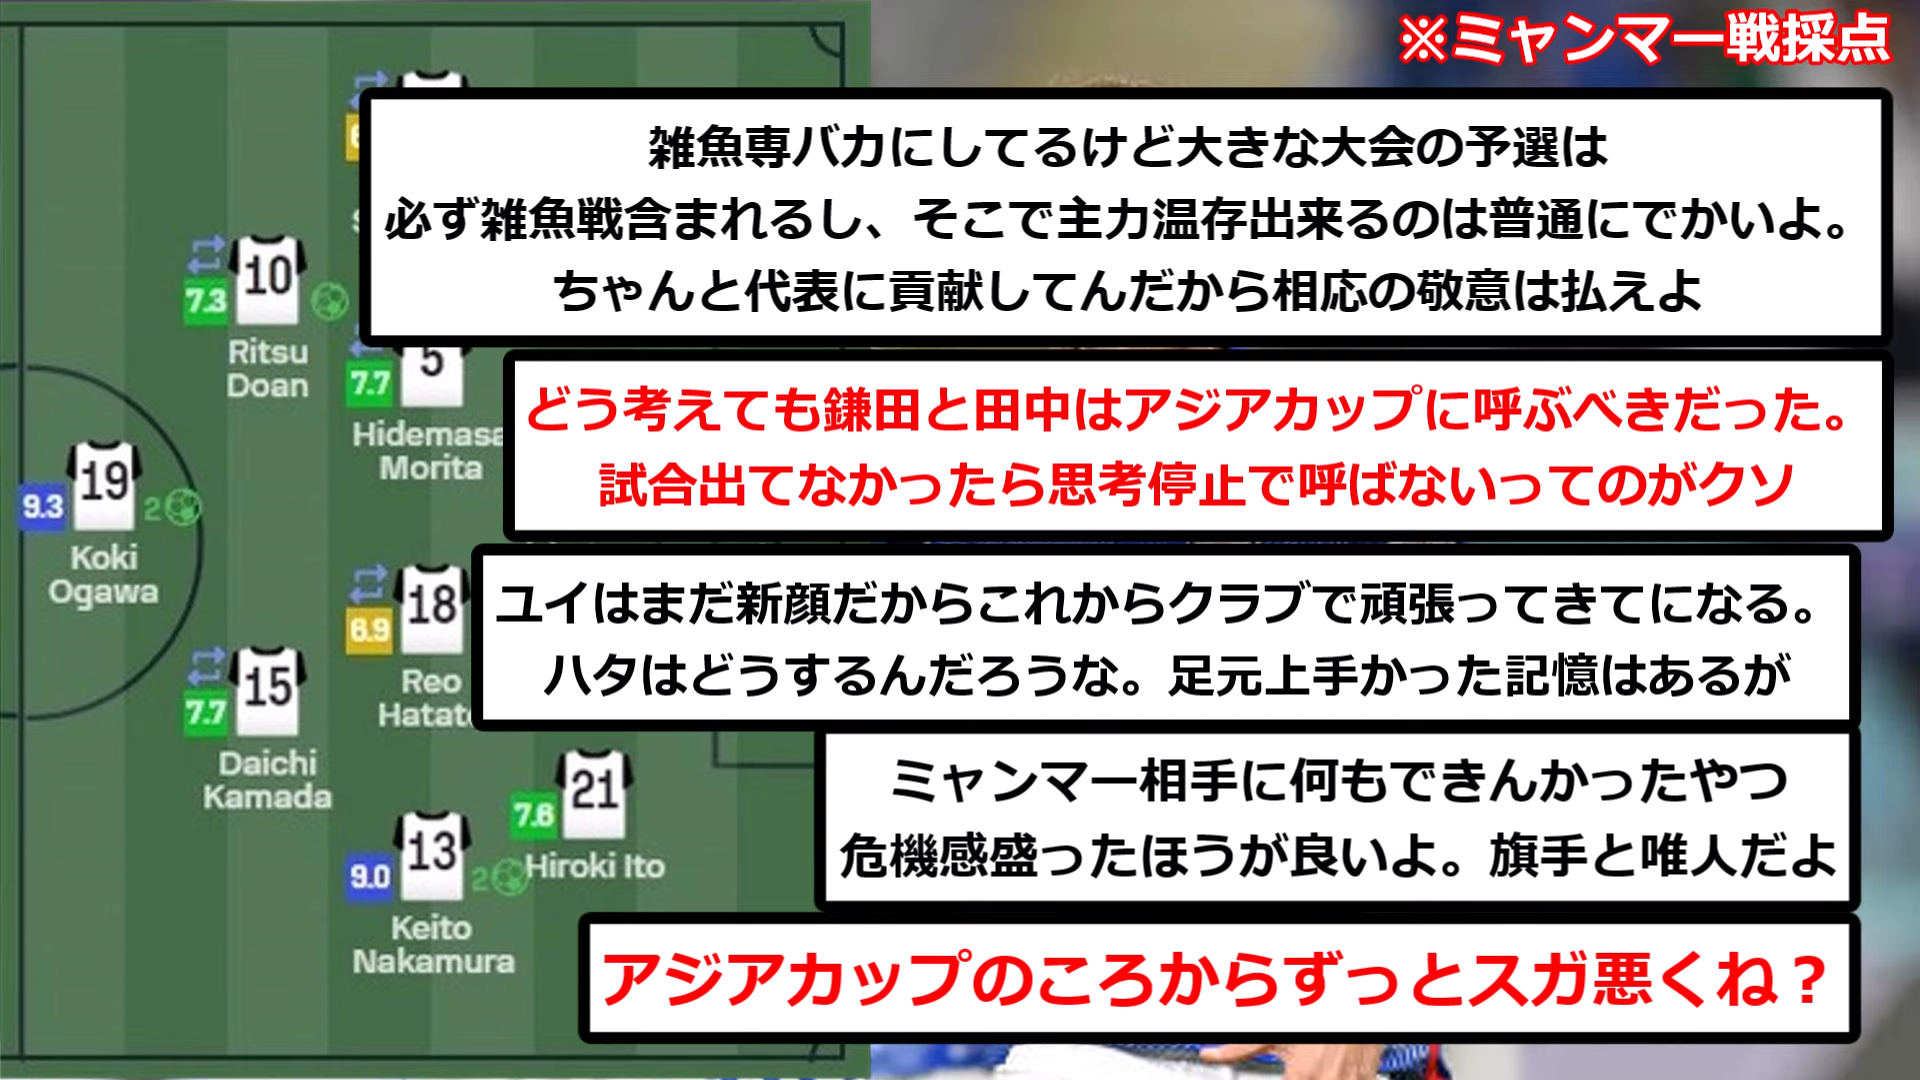 ※ミャンマー戦採点
雑魚専バカにしてるけど大きな大会の予選は
必ず雑魚戦含まれるし、そこで主力温存出来るのは普通にでかいよ。
ちゃんと代表に貢献してんだから相応の敬意は払えよ
どう考えても鎌田と田中はアジアカップに呼ぶべきだった。
試合出てなかったら思考停止で呼ばないってのがクソ
ユイはまだ新顔だからこれからクラブで頑張ってきてになる。
ハタはどうするんだろうな。足元上手かった記憶はあるが
ミャンマー相手に何もできんかったやつ
危機感盛ったほうが良いよ。旗手と唯人だよ
アジアカップのころからずっとスガ悪くね？
10
7.3
Ritsu
Doan
5
7.7
Hidemasa
Morita
19
9.3
2
Koki
Ogawa
18
6.9
Reo
Hatate
15
7.7
Daichi
Kamada
21
7.6
Hiroki Ito
13
9.0
2
Keito
Nakamura